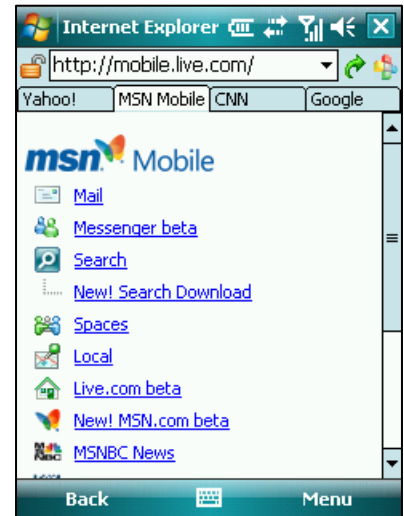 Internet Explorer
http://mobile.live.com/
Yahoo! MSN Mobile CNN Google
msn Mobile
Mail
Messenger beta
Search
New! Search Download
Spaces
Local
Live.com beta
New! MSN.com beta
MSNBC News
Back Menu